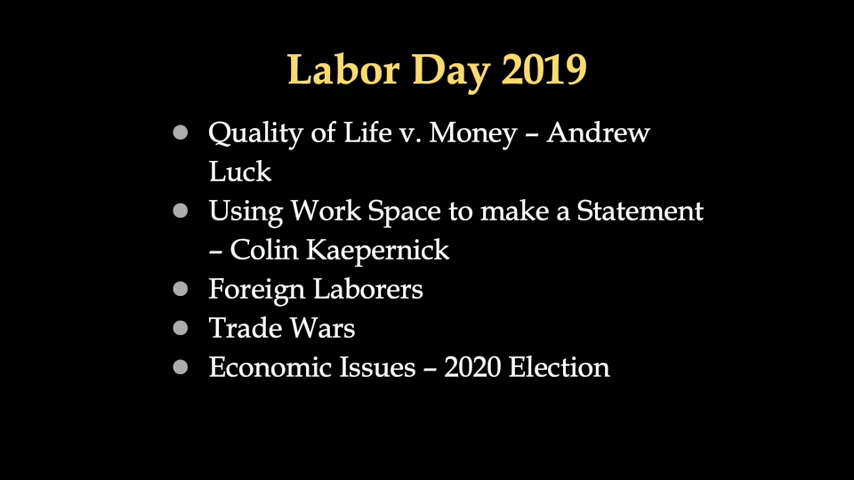 Labor Day 2019
● Quality of Life v. Money – Andrew
Luck
● Using Work Space to make a Statement
– Colin Kaepernick
● Foreign Laborers
● Trade Wars
● Economic Issues – 2020 Election